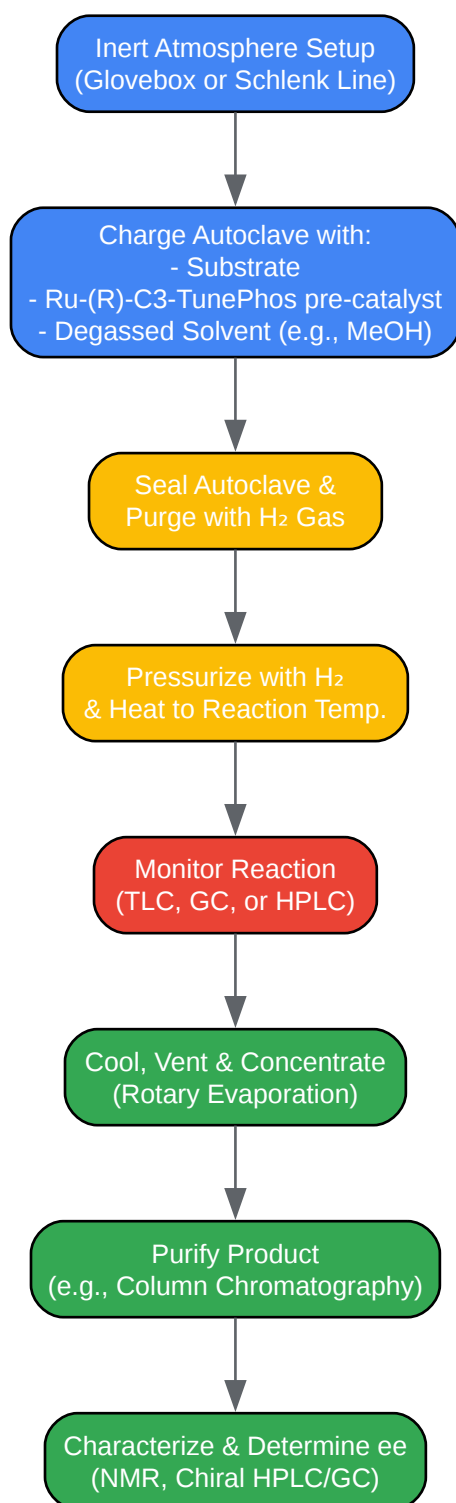 Inert Atmosphere Setup
(Glovebox or Schlenk Line)
Charge Autoclave with:
- Substrate
- Ru-(R)-C3-TunePhos pre-catalyst
- Degassed Solvent (e.g., MeOH)
Seal Autoclave &
Purge with H₂ Gas
Pressurize with H₂
& Heat to Reaction Temp.
Monitor Reaction
(TLC, GC, or HPLC)
Cool, Vent & Concentrate
(Rotary Evaporation)
Purify Product
(e.g., Column Chromatography)
Characterize & Determine ee
(NMR, Chiral HPLC/GC)